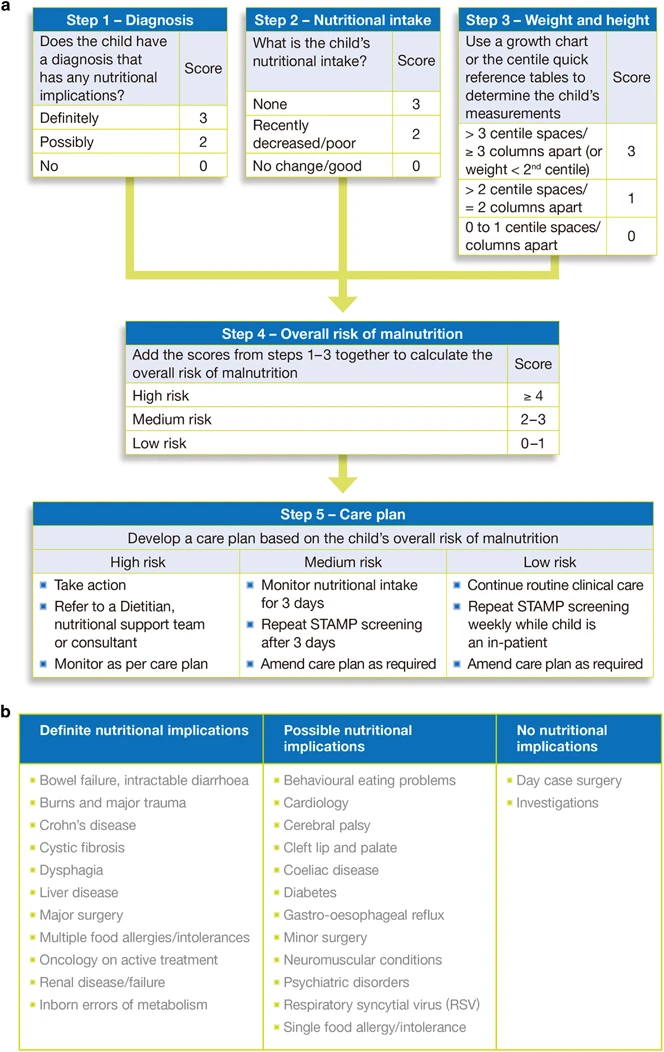 a
Step 1 – Diagnosis
Does the child have
a diagnosis that
has any nutritional
implications?
Score
Definitely 3
Possibly 2
No 0
Step 2 – Nutritional intake
What is the child's
nutritional intake?
Score
None 3
Recently
decreased/poor 2
No change/good 0
Step 3 – Weight and height
Use a growth chart
or the centile quick
reference tables to
determine the child's
measurements
Score
> 3 centile spaces/
≥ 3 columns apart (or
weight < 2nd centile) 3
> 2 centile spaces/
= 2 columns apart 1
0 to 1 centile spaces/
columns apart 0
Step 4 – Overall risk of malnutrition
Add the scores from steps 1–3 together to calculate the
overall risk of malnutrition
Score
High risk ≥ 4
Medium risk 2–3
Low risk 0–1
Step 5 – Care plan
Develop a care plan based on the child's overall risk of malnutrition
High risk
Take action
Refer to a Dietitian,
nutritional support team
or consultant
Monitor as per care plan
Medium risk
Monitor nutritional intake
for 3 days
Repeat STAMP screening
after 3 days
Amend care plan as required
Low risk
Continue routine clinical care
Repeat STAMP screening
weekly while child is
an in-patient
Amend care plan as required
b
Definite nutritional implications
Bowel failure, intractable diarrhoea
Burns and major trauma
Crohn's disease
Cystic fibrosis
Dysphagia
Liver disease
Major surgery
Multiple food allergies/intolerances
Oncology on active treatment
Renal disease/failure
Inborn errors of metabolism
Possible nutritional
implications
Behavioural eating problems
Cardiology
Cerebral palsy
Cleft lip and palate
Coeliac disease
Diabetes
Gastro-oesophageal reflux
Minor surgery
Neuromuscular conditions
Psychiatric disorders
Respiratory syncytial virus (RSV)
Single food allergy/intolerance
No nutritional
implications
Day case surgery
Investigations